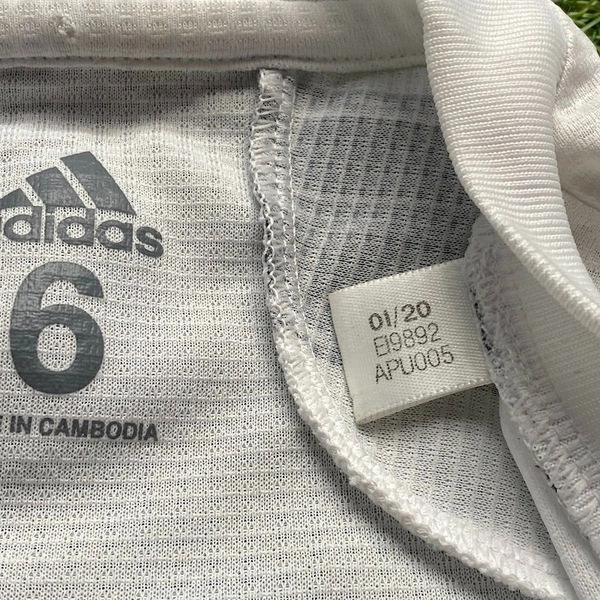 adidas
6
IN CAMBODIA
01/20
EI9892
APU005